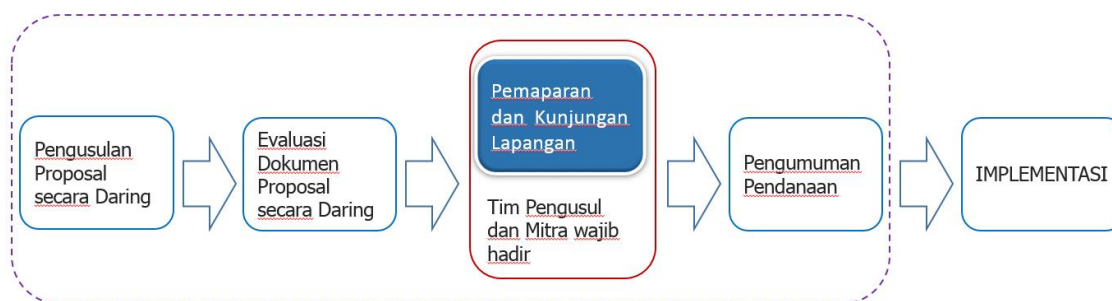 Pengusulan
Proposal
secara Daring
Evaluasi
Dokumen
Proposal
secara Daring
Pemaparan
dan Kunjungan
Lapangan
Tim Pengusul
dan Mitra wajib
hadir
Pengumuman
Pendanaan
IMPLEMENTASI